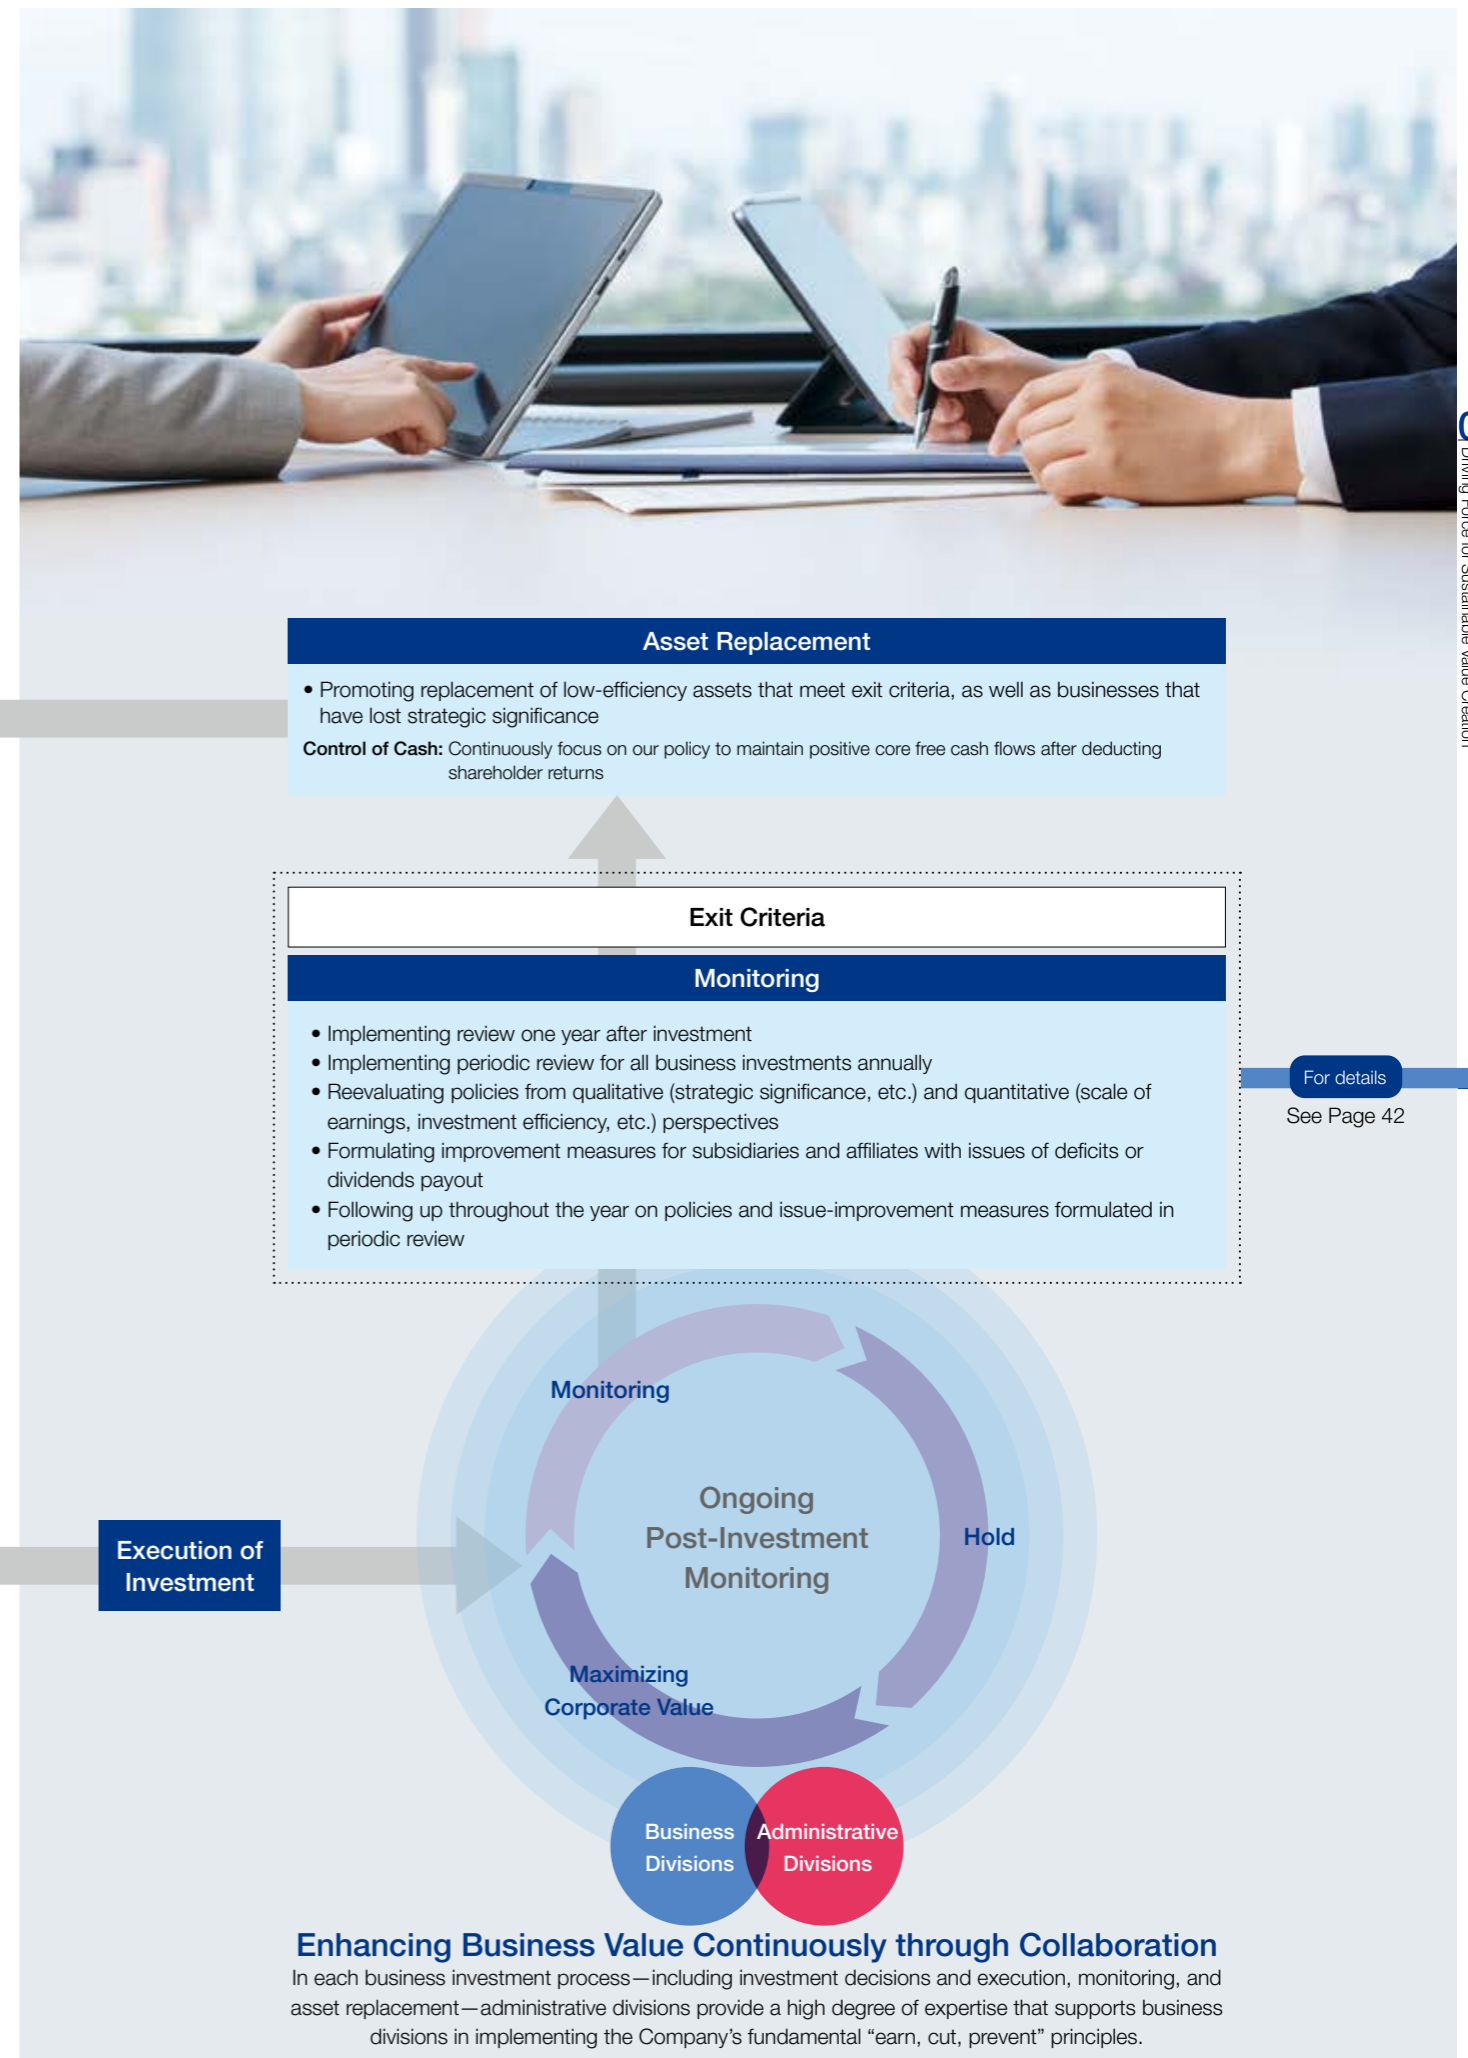 Driving Force for Sustainable Value Creation
Asset Replacement
• Promoting replacement of low-efficiency assets that meet exit criteria, as well as businesses that
have lost strategic significance
Control of Cash: Continuously focus on our policy to maintain positive core free cash flows after deducting
shareholder returns
Exit Criteria
Monitoring
• Implementing review one year after investment
• Implementing periodic review for all business investments annually
• Reevaluating policies from qualitative (strategic significance, etc.) and quantitative (scale of
earnings, investment efficiency, etc.) perspectives
• Formulating improvement measures for subsidiaries and affiliates with issues of deficits or
dividends payout
• Following up throughout the year on policies and issue-improvement measures formulated in
periodic review
For details
See Page 42
Monitoring
Ongoing
Post-Investment
Monitoring
Hold
Execution of
Investment
Maximizing
Corporate Value
Business
Divisions
Administrative
Divisions
Enhancing Business Value Continuously through Collaboration
In each business investment process—including investment decisions and execution, monitoring, and
asset replacement—administrative divisions provide a high degree of expertise that supports business
divisions in implementing the Company’s fundamental “earn, cut, prevent” principles.